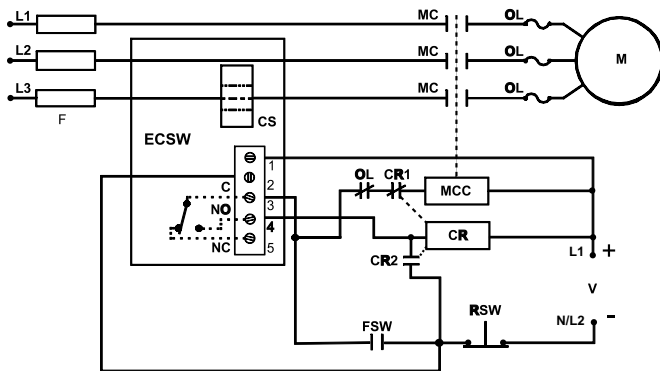 L1
MC
OL
L2
MC
OL
M
L3
MC
OL
F
CS
ECSW
1
C
2
OL
CR1
MCC
NO
3
4
CR
NC
5
CR2
L1
+
V
FSW
RSW
N/L2
-